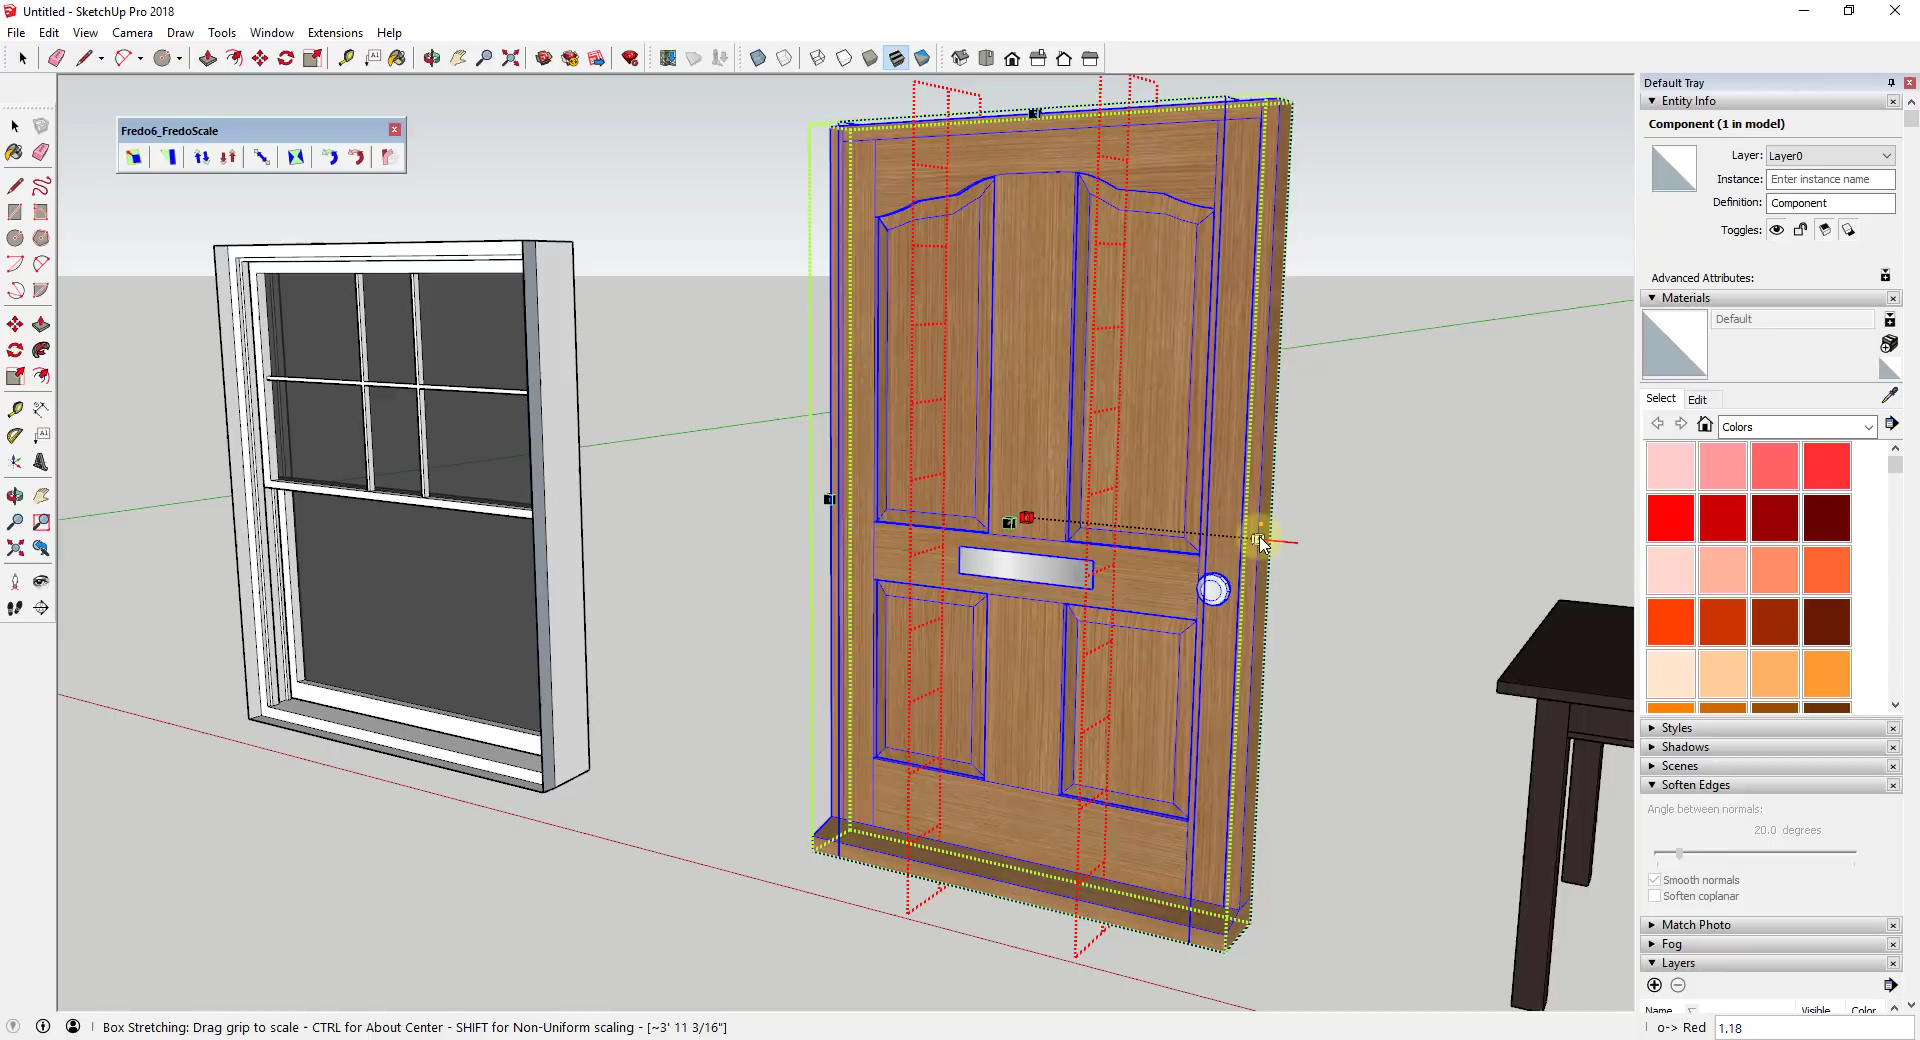 Untitled - SketchUp Pro 2018
File Edit View Camera Draw Tools Window Extensions Help
Fredo6_FredoScale
Default Tray
Entity Info
Component (1 in model)
Layer: Layer0
Instance: Enter instance name
Definition: Component
Toggles:
Advanced Attributes:
Materials
Default
Select Edit
Colors
Styles
Shadows
Scenes
Soften Edges
Angle between normals:
20.0 degrees
Smooth normals
Soften coplanar
Match Photo
Fog
Layers
Name Visible Color
Box Stretching: Drag grip to scale - CTRL for About Center - SHIFT for Non-Uniform scaling - [~3' 11 3/16"]
o-> Red 1.18